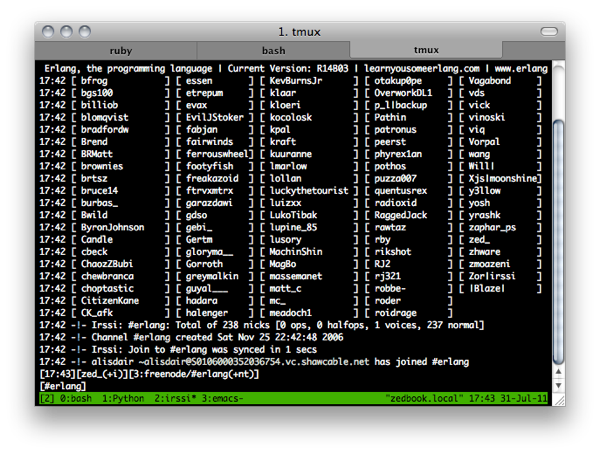 1. tmux
ruby bash tmux
Erlang, the programming language | Current Version: R14B03 | learnyousomeerlang.com | www.erlang
17:42 [ bfrog ] [ essen ] [ KevBurnsJr ] [ otakup0pe ] [ Vagabond ]
17:42 [ bgs100 ] [ etrepum ] [ klaar ] [ OverworkDL1 ] [ vds ]
17:42 [ billiob ] [ evax ] [ kloeri ] [ p_l|backup ] [ vick ]
17:42 [ blomqvist ] [ EvilJStoker ] [ kocolosk ] [ Pathin ] [ vinoski ]
17:42 [ bradfordw ] [ fabjan ] [ kpal ] [ patronus ] [ viq ]
17:42 [ Brend ] [ fairwinds ] [ kraft ] [ peerst ] [ Vorpal ]
17:42 [ BRMatt ] [ ferrouswheel] [ kuuranne ] [ phyrex1an ] [ wang ]
17:42 [ brownies ] [ footyfish ] [ lmarlow ] [ pothos ] [ Will| ]
17:42 [ brtsz ] [ freakazoid ] [ lollan ] [ puzza007 ] [ Xjs|moonshine]
17:42 [ bruce14 ] [ ftrvxmtrx ] [ luckythetourist ] [ quentusrex ] [ y3llow ]
17:42 [ burbas_ ] [ garazdawi ] [ luizxx ] [ radioxid ] [ yosh ]
17:42 [ Bwild ] [ gdso ] [ LukoTibak ] [ RaggedJack ] [ yrashk ]
17:42 [ ByronJohnson ] [ gebi_ ] [ lupine_85 ] [ rawtaz ] [ zaphar_ps ]
17:42 [ Candle ] [ Gertm ] [ lusory ] [ rby ] [ zed_ ]
17:42 [ cbeck ] [ gloryma__ ] [ MachinShin ] [ rikshot ] [ zhware ]
17:42 [ ChaozZBubi ] [ Gorroth ] [ MagBo ] [ RJ2 ] [ zmoazeni ]
17:42 [ chewbranca ] [ greymalkin ] [ massemanet ] [ rj321 ] [ Zor|irssi ]
17:42 [ choptastic ] [ guyal___ ] [ matt_c ] [ robbe- ] [ |Blaze| ]
17:42 [ CitizenKane ] [ hadara ] [ mc_ ] [ roder ]
17:42 [ CK_afk ] [ halenger ] [ meadoch1 ] [ roidrage ]
17:42 -!- Irssi: #erlang: Total of 238 nicks [0 ops, 0 halfops, 1 voices, 237 normal]
17:42 -!- Channel #erlang created Sat Nov 25 22:42:48 2006
17:42 -!- Irssi: Join to #erlang was synced in 1 secs
17:42 -!- alisdair ~alisdair@S0106000352036754.vc.shawcable.net has joined #erlang
[17:43][zed_(+i)][3:freenode/#erlang(+nt)]
[#erlang]
[2] 0:bash 1:Python 2:irssi* 3:emacs- "zedbook.local" 17:43 31-Jul-11